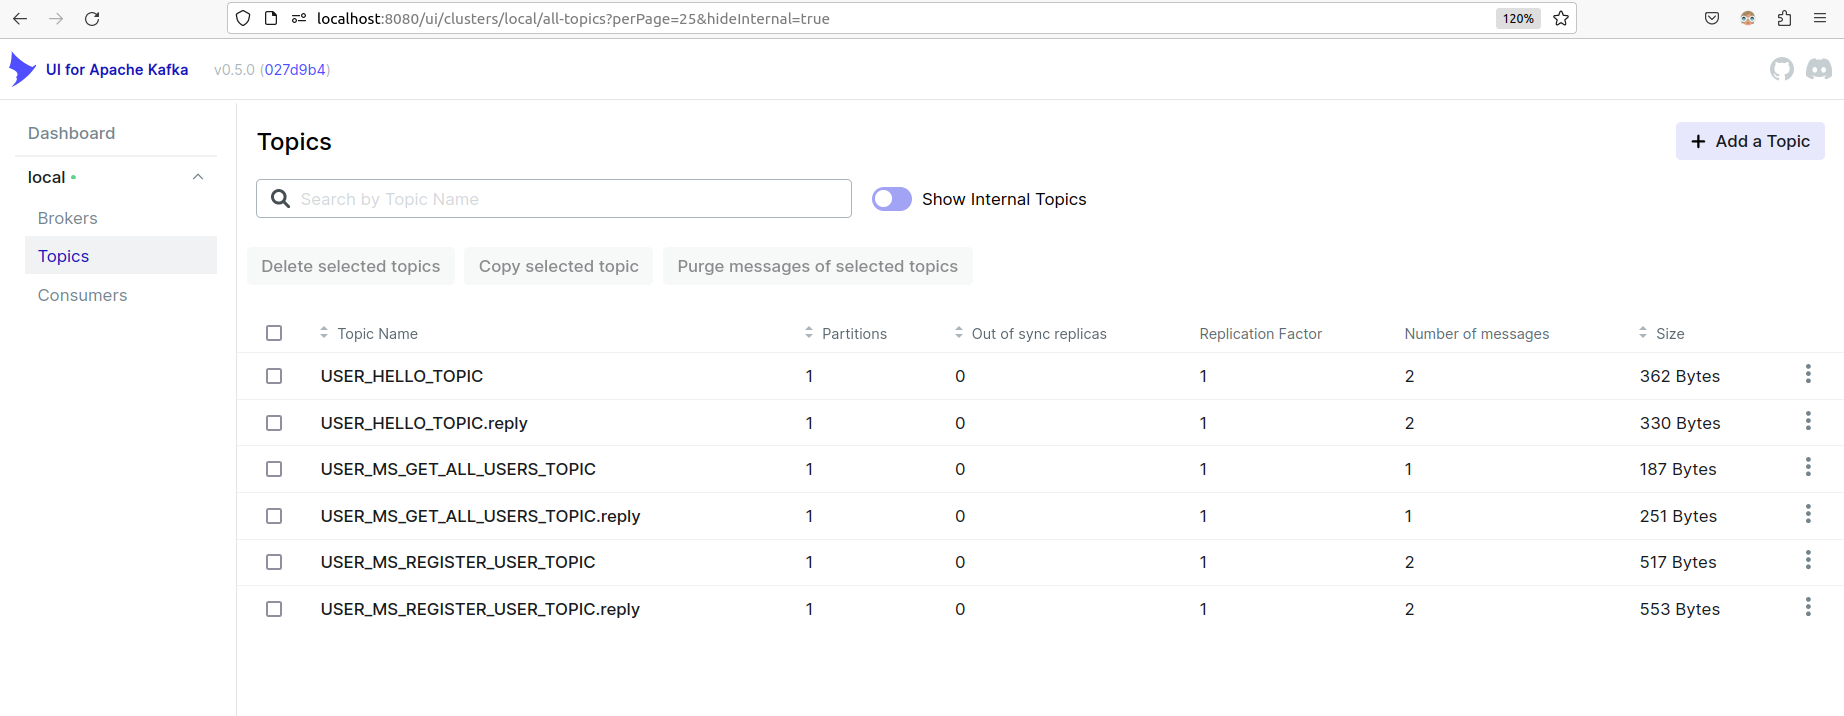 localhost:8080/ui/clusters/local/all-topics?perPage=25&hideInternal=true 120%
UI for Apache Kafka v0.5.0 (027d9b4)
Dashboard
local
Brokers
Topics
Consumers
Topics
Add a Topic
Search by Topic Name
Show Internal Topics
Delete selected topics Copy selected topic Purge messages of selected topics
Topic Name Partitions Out of sync replicas Replication Factor Number of messages Size
USER_HELLO_TOPIC 1 0 1 2 362 Bytes
USER_HELLO_TOPIC.reply 1 0 1 2 330 Bytes
USER_MS_GET_ALL_USERS_TOPIC 1 0 1 1 187 Bytes
USER_MS_GET_ALL_USERS_TOPIC.reply 1 0 1 1 251 Bytes
USER_MS_REGISTER_USER_TOPIC 1 0 1 2 517 Bytes
USER_MS_REGISTER_USER_TOPIC.reply 1 0 1 2 553 Bytes